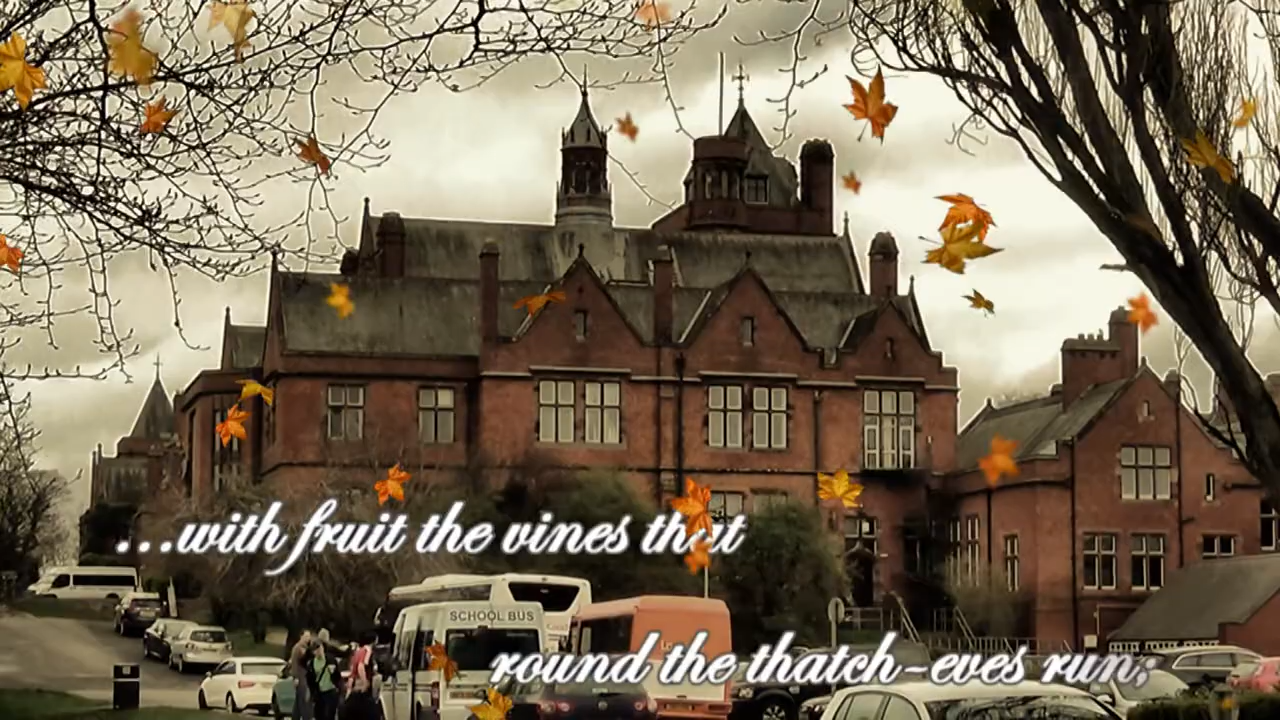 ...with fruit the vines that
SCHOOL BUS
round the thatch-eves run;